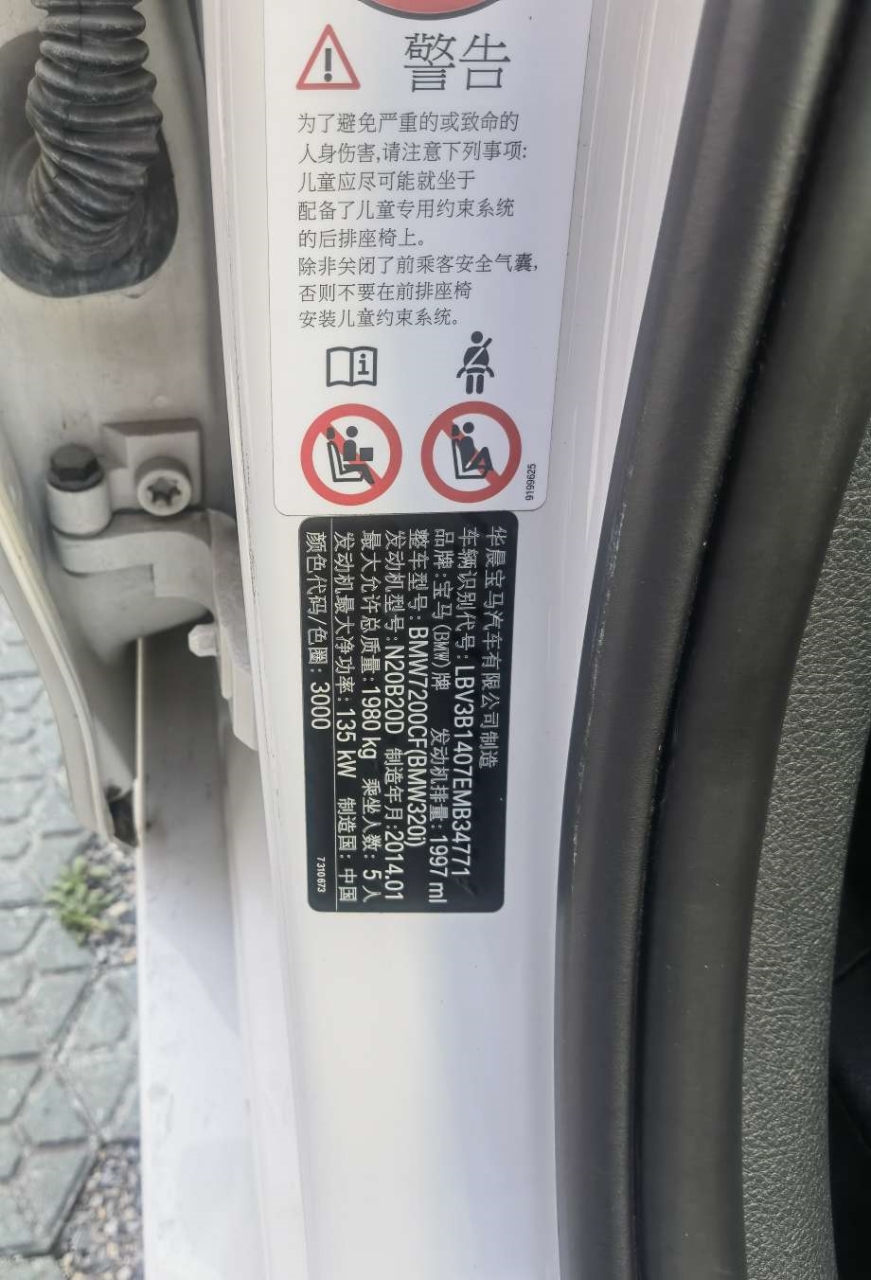 警告
为了避免严重的或致命的
人身伤害,请注意下列事项:
儿童应尽可能就坐于
配备了儿童专用约束系统
的后排座椅上。
除非关闭了前乘客安全气囊,
否则不要在前排座椅
安装儿童约束系统。
9199625
华晨宝马汽车有限公司制造
车辆识别代号: LBV3B1407EMB34771
品牌:宝马(BMW)牌 发动机排量: 1997 ml
整车型号: BMW7200CF(BMW320i)
发动机型号: N20B20D 制造年月:2014.01
最大允许总质量:1980 kg 乘坐人数: 5 人
发动机最大净功率: 135 kW 制造国: 中国
颜色代码/色圈: 3000
7 310 673